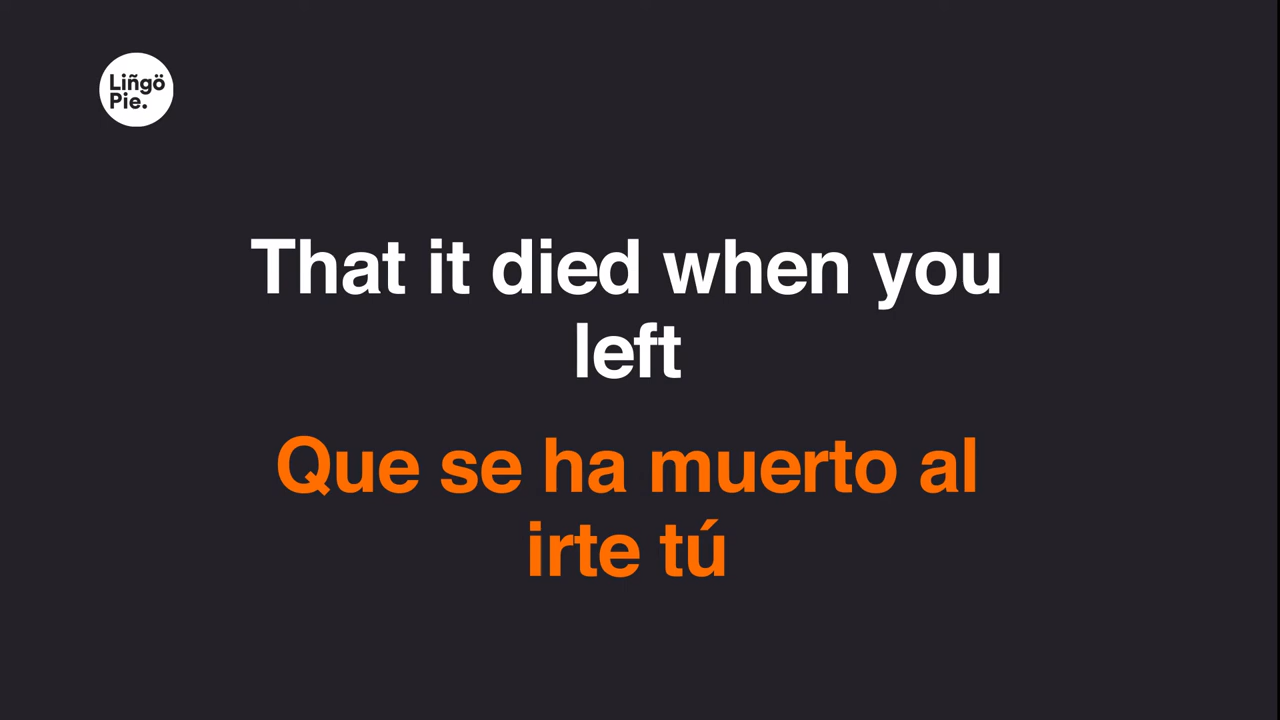 Liñgö
Pie.
That it died when you
left
Que se ha muerto al
irte tú